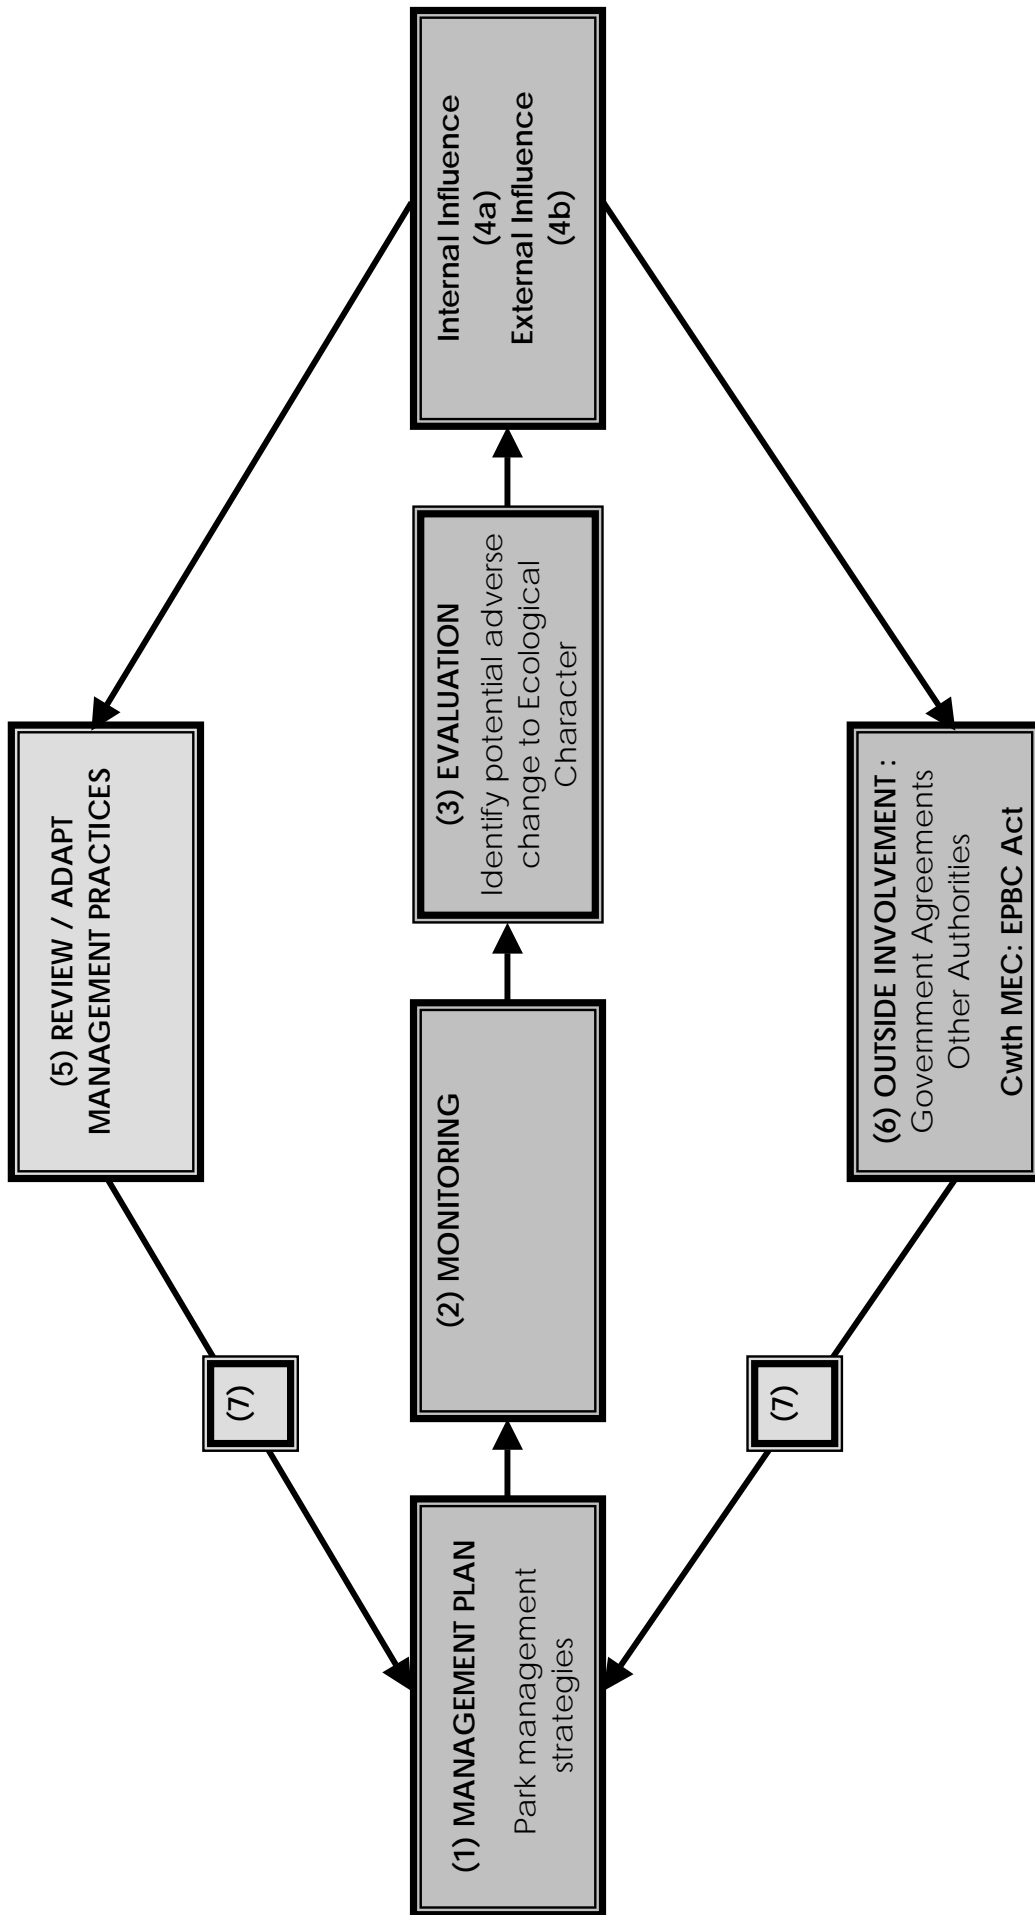 (5) REVIEW / ADAPT
MANAGEMENT PRACTICES
(7)
(1) MANAGEMENT PLAN
Park management
strategies
(2) MONITORING
(3) EVALUATION
Identify potential adverse
change to Ecological
Character
Internal Influence
(4a)
External Influence
(4b)
(7)
(6) OUTSIDE INVOLVEMENT :
Government Agreements
Other Authorities
Cwth MEC: EPBC Act